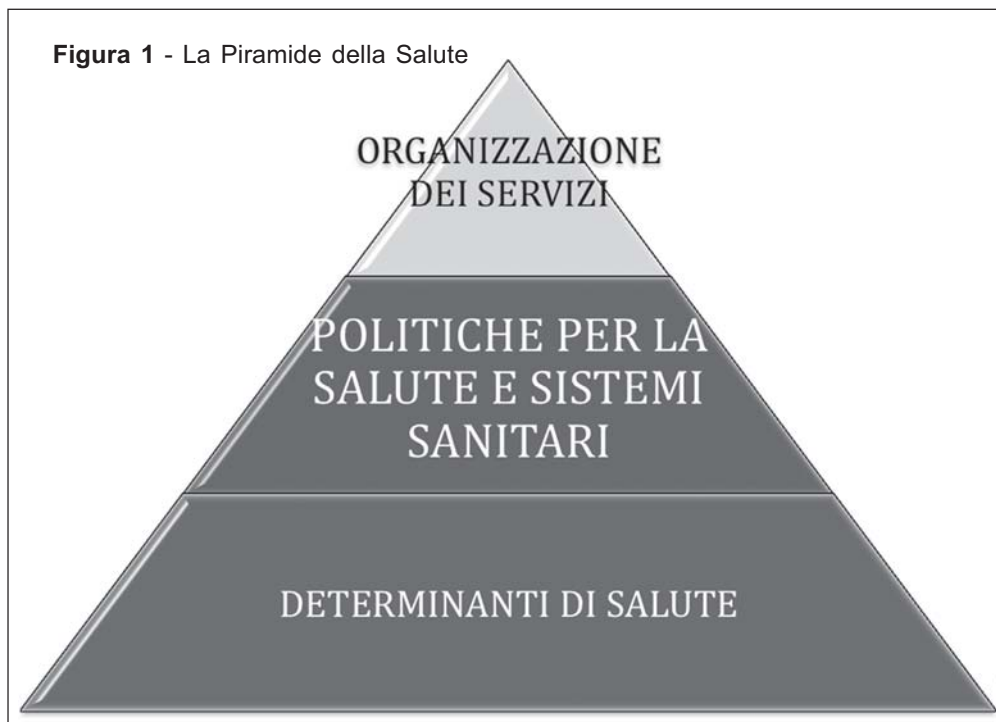 Figura 1 - La Piramide della Salute
ORGANIZZAZIONE
DEI SERVIZI
POLITICHE PER LA
SALUTE E SISTEMI
SANITARI
DETERMINANTI DI SALUTE